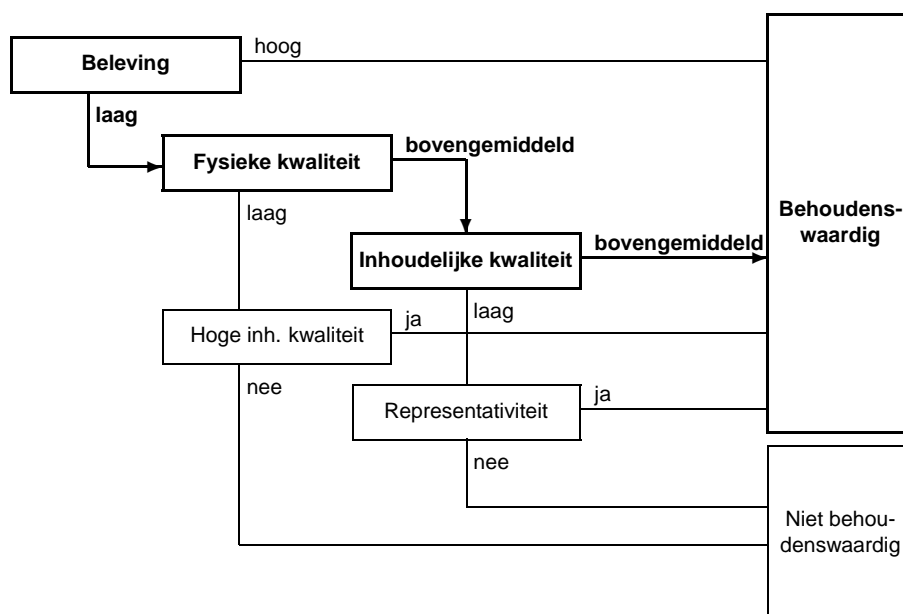 hoog
Beleving
laag
bovengemiddeld
Fysieke kwaliteit
laag
Behoudens-
waardig
bovengemiddeld
Inhoudelijke kwaliteit
laag
ja
Hoge inh. kwaliteit
nee
ja
Representativiteit
nee
Niet behou-
denswaardig